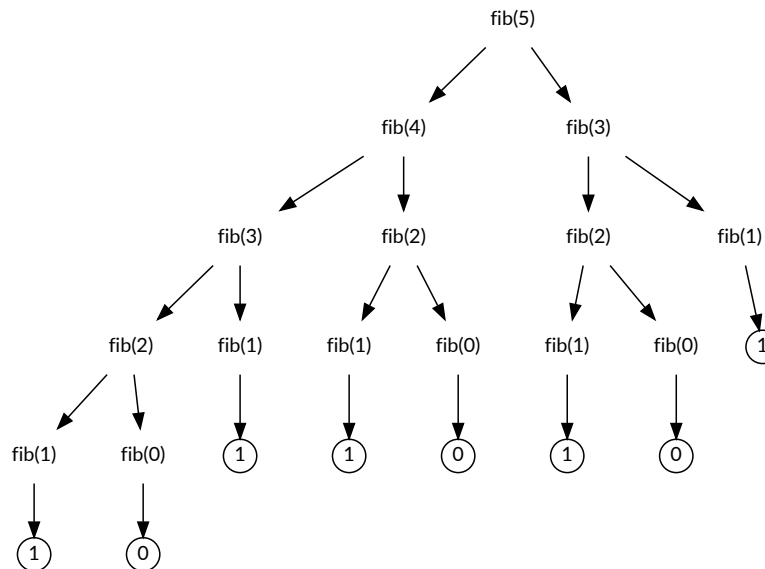 fib(5)
fib(4) fib(3)
fib(3) fib(2) fib(2) fib(1)
fib(2) fib(1) fib(1) fib(0) fib(1) fib(0) 1
fib(1) fib(0) 1 1 0 1 0
1 0